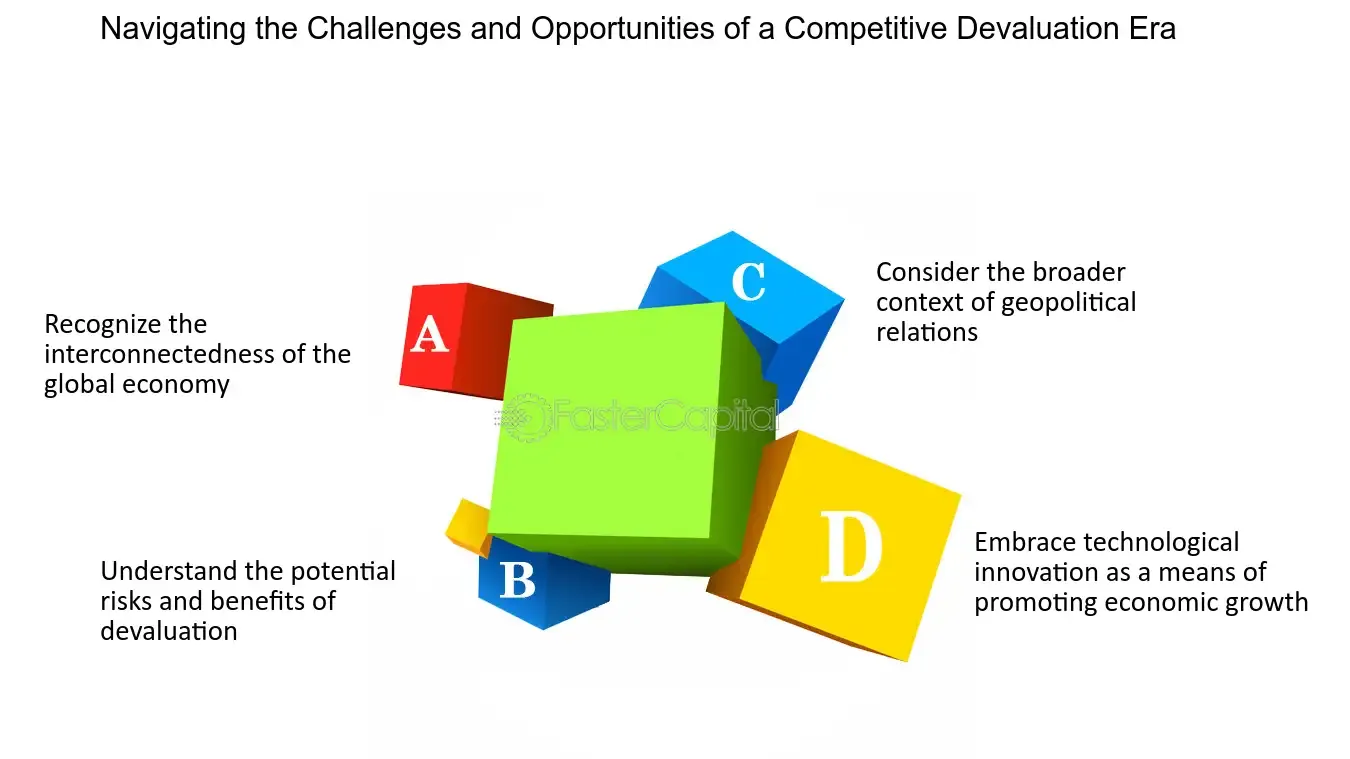 Navigating the Challenges and Opportunities of a Competitive Devaluation Era
A
Recognize the
interconnectedness of the
global economy
C
Consider the broader
context of geopolitical
relations
FasterCapital
B
Understand the potential
risks and benefits of
devaluation
D
Embrace technological
innovation as a means of
promoting economic growth